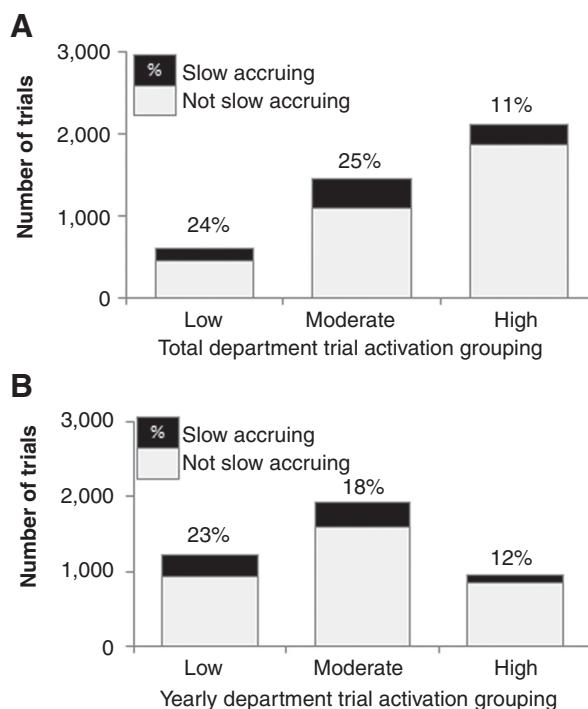 A
Number of trials
3,000
2,000
1,000
0
% Slow accruing
Not slow accruing
24%
25%
11%
Low Moderate High
Total department trial activation grouping
B
Number of trials
3,000
2,000
1,000
0
% Slow accruing
Not slow accruing
23%
18%
12%
Low Moderate High
Yearly department trial activation grouping